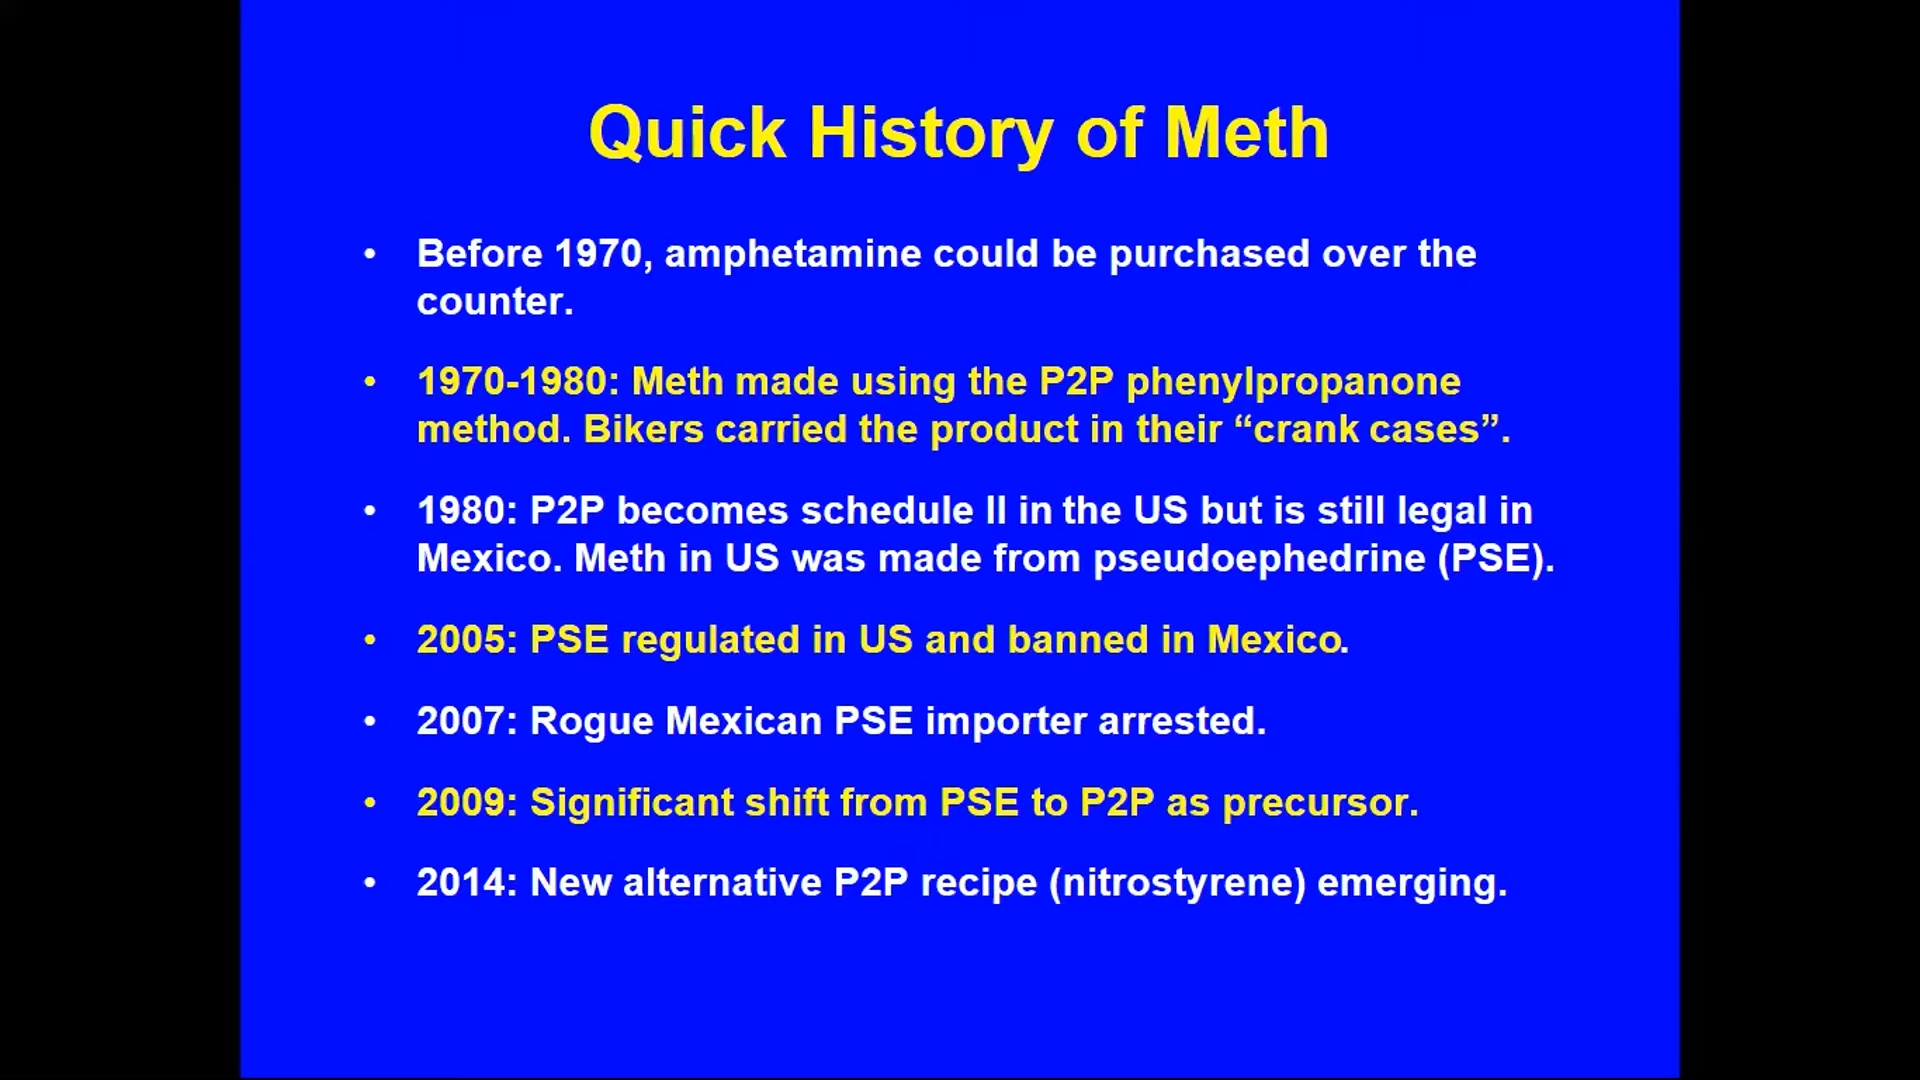 Quick History of Meth
• Before 1970, amphetamine could be purchased over the
counter.
• 1970-1980: Meth made using the P2P phenylpropanone
method. Bikers carried the product in their “crank cases”.
• 1980: P2P becomes schedule II in the US but is still legal in
Mexico. Meth in US was made from pseudoephedrine (PSE).
• 2005: PSE regulated in US and banned in Mexico.
• 2007: Rogue Mexican PSE importer arrested.
• 2009: Significant shift from PSE to P2P as precursor.
• 2014: New alternative P2P recipe (nitrostyrene) emerging.